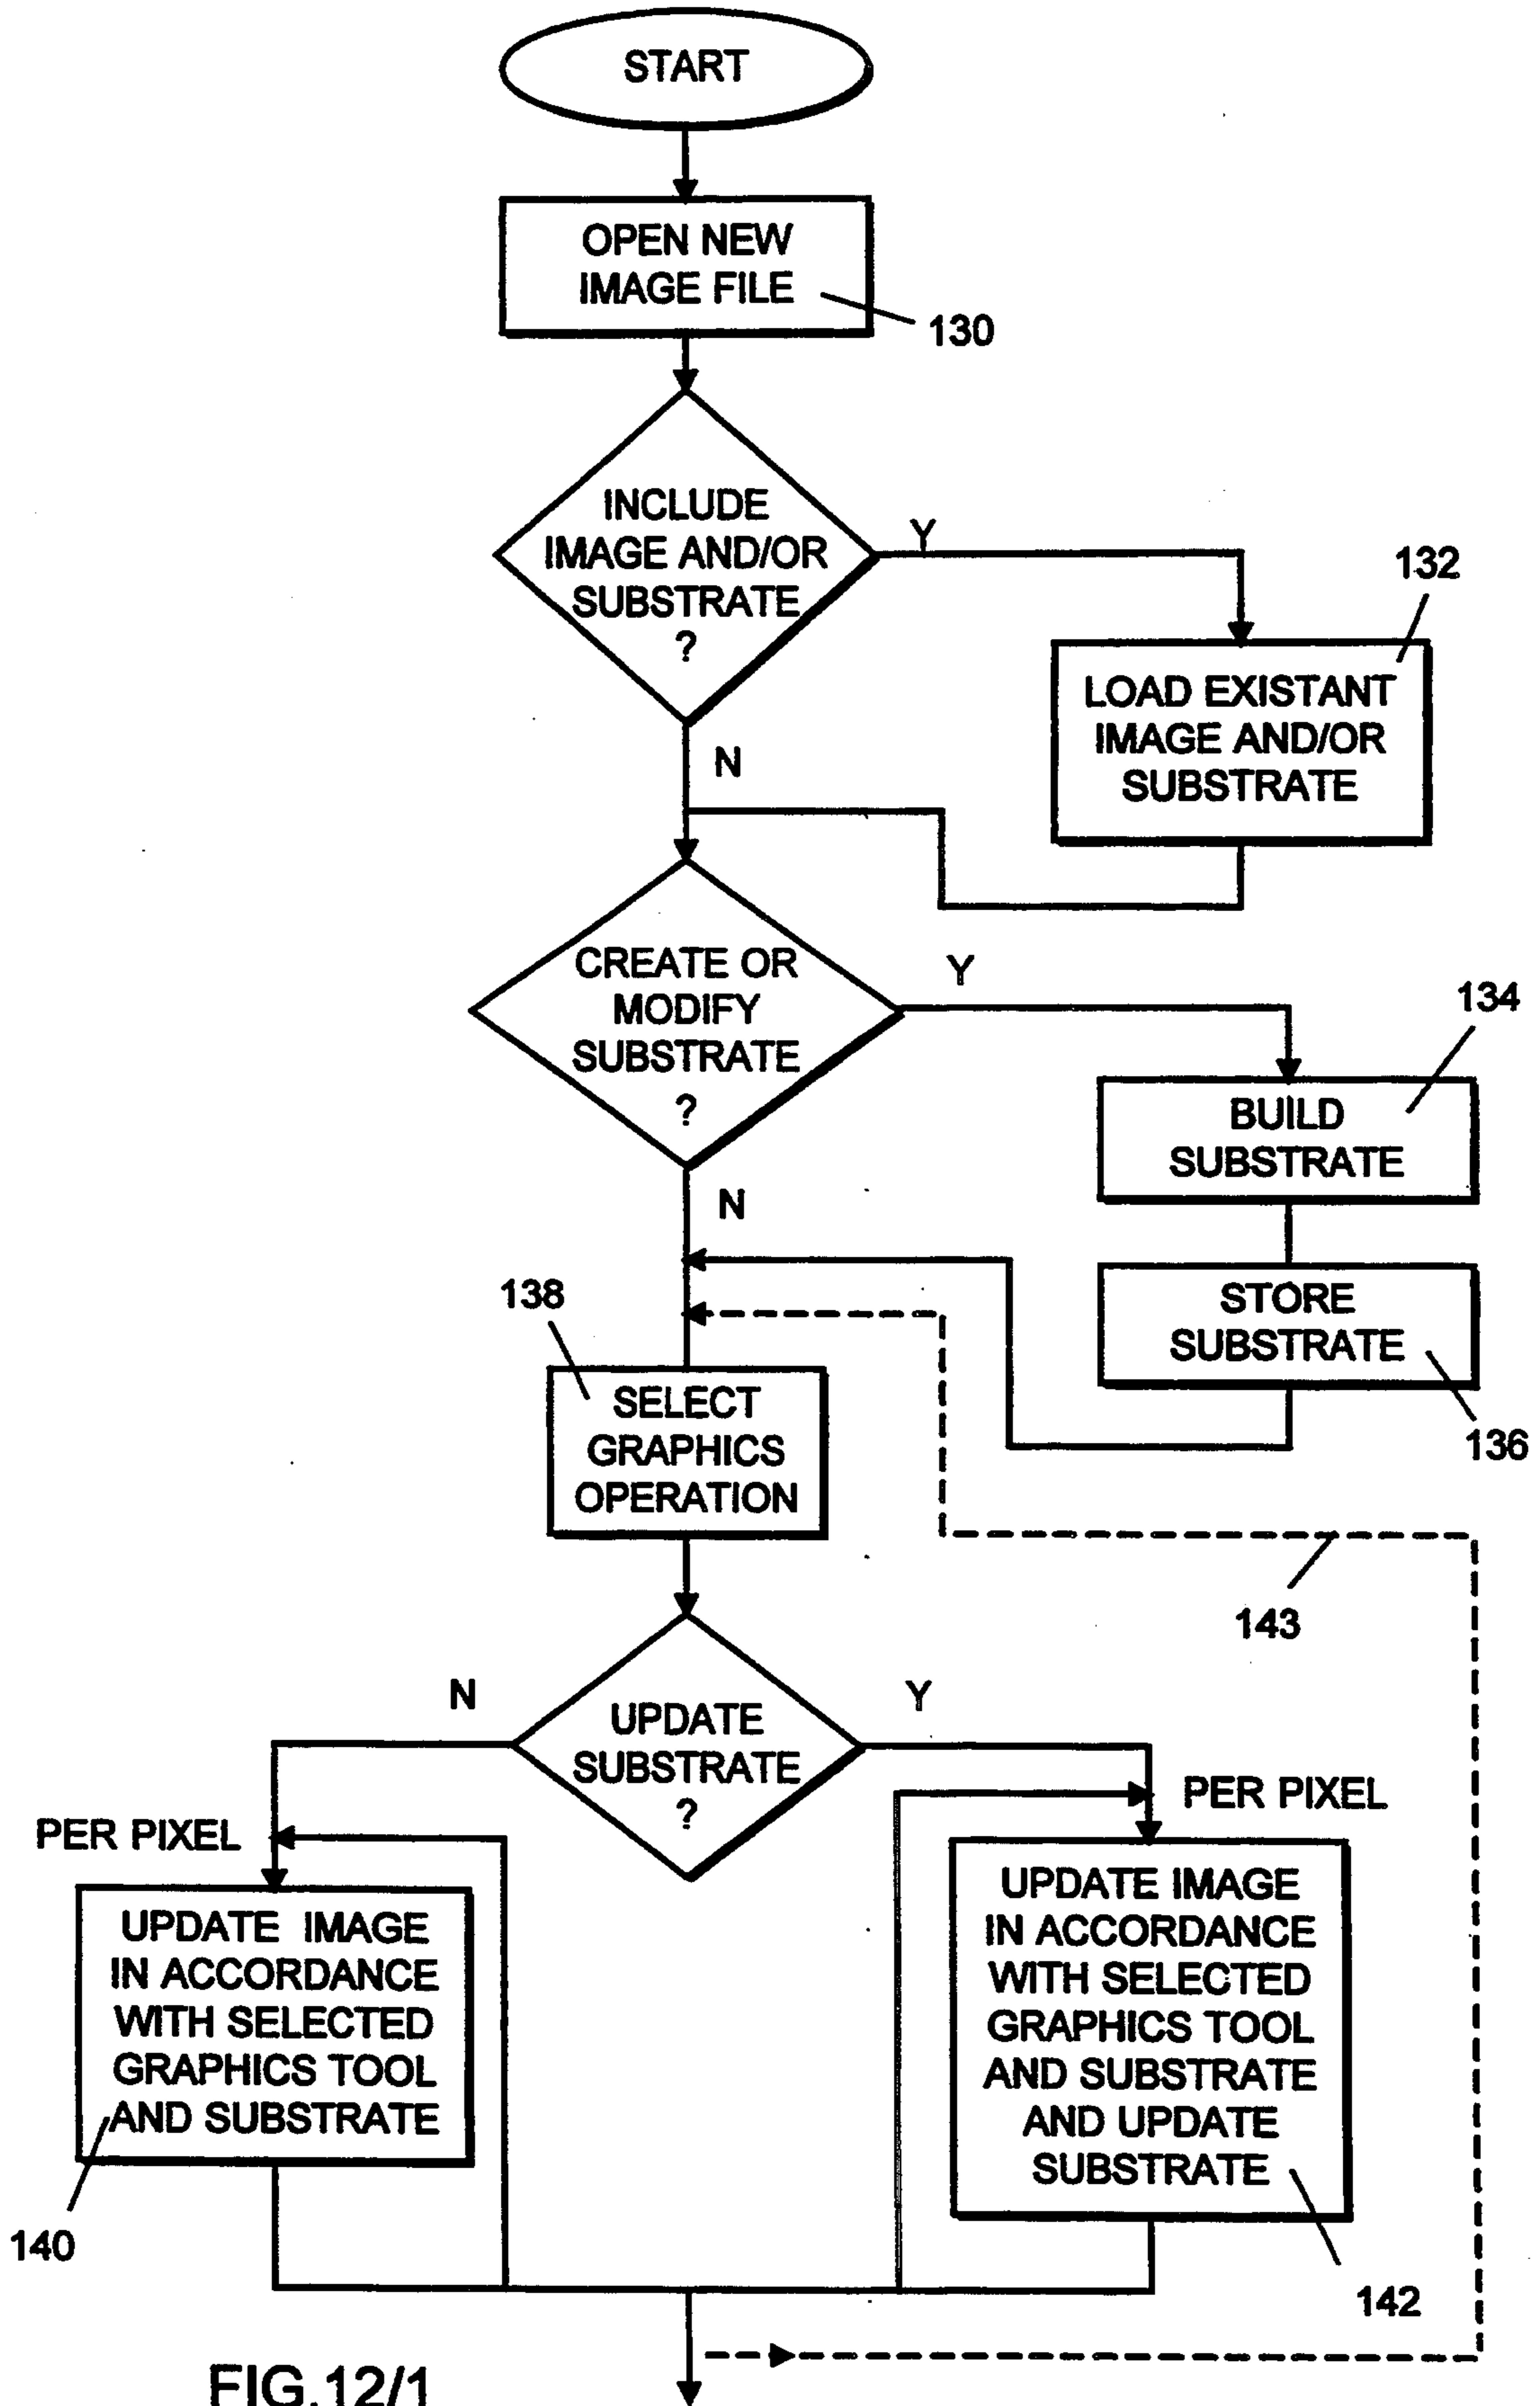 START
OPEN NEW
IMAGE FILE
130
INCLUDE
IMAGE AND/OR
SUBSTRATE
?
Y
132
LOAD EXISTANT
IMAGE AND/OR
SUBSTRATE
N
CREATE OR
MODIFY
SUBSTRATE
?
Y
134
BUILD
SUBSTRATE
N
STORE
SUBSTRATE
136
138
SELECT
GRAPHICS
OPERATION
143
UPDATE
SUBSTRATE
?
N
Y
PER PIXEL
UPDATE IMAGE
IN ACCORDANCE
WITH SELECTED
GRAPHICS TOOL
AND SUBSTRATE
140
PER PIXEL
UPDATE IMAGE
IN ACCORDANCE
WITH SELECTED
GRAPHICS TOOL
AND SUBSTRATE
AND UPDATE
SUBSTRATE
142
FIG.12/1